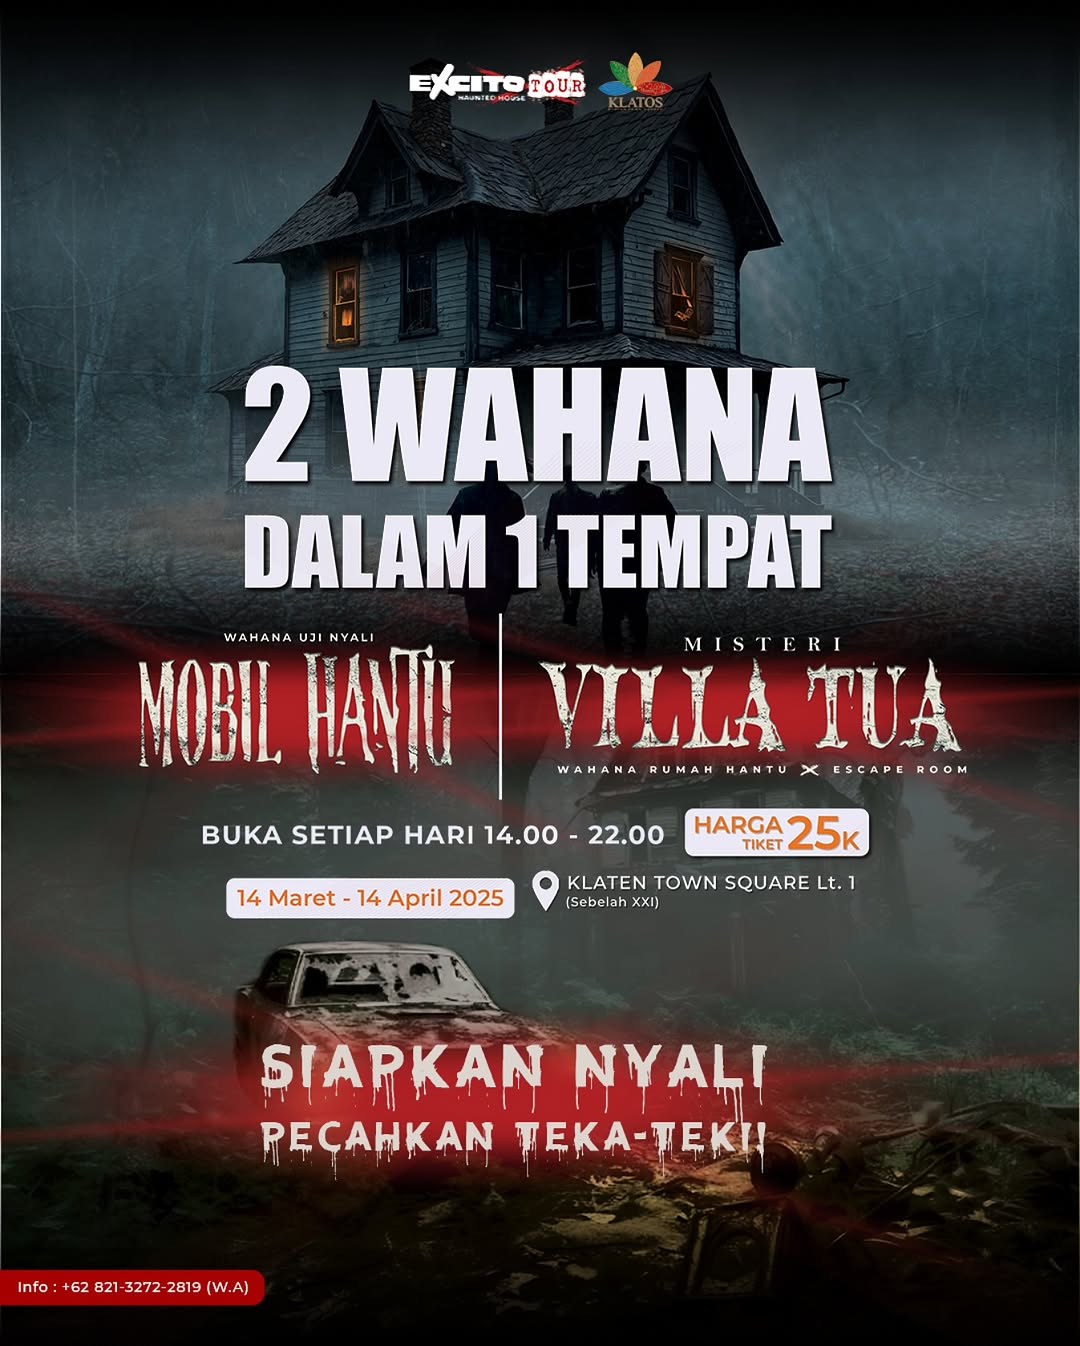 EXCITO TOUR
HAUNTED HOUSE
KLATOS
2 WAHANA
DALAM 1 TEMPAT
WAHANA UJI NYALI
MOBIL HANTU
MISTERI
VILLA TUA
WAHANA RUMAH HANTU X ESCAPE ROOM
BUKA SETIAP HARI 14.00 - 22.00
HARGA TIKET 25K
14 Maret - 14 April 2025
KLATEN TOWN SQUARE Lt. 1
(Sebelah XXI)
SIAPKAN NYALI
PECAHKAN TEKA-TEKI!
Info : +62 821-3272-2819 (W.A)